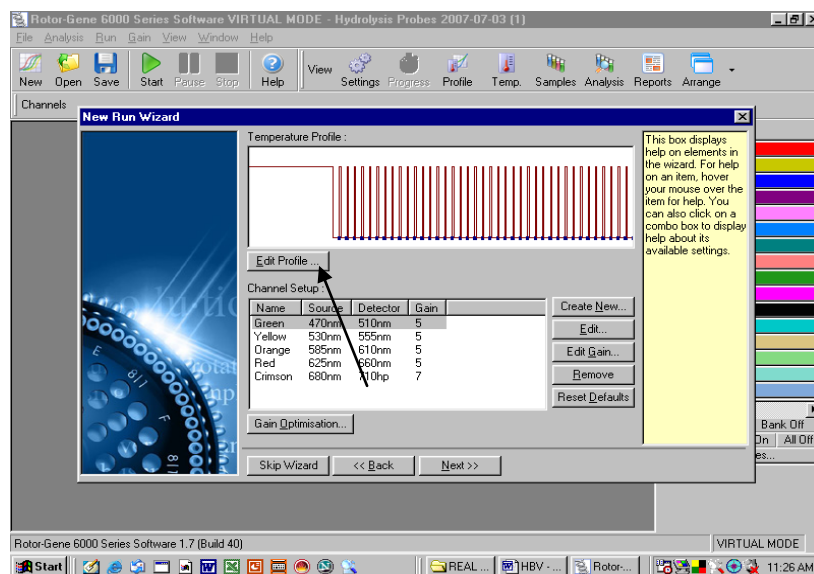 Rotor-Gene 6000 Series Software VIRTUAL MODE - Hydrolysis Probes 2007-07-03 (1)
File Analysis Run Gain View Window Help
New Open Save Start Pause Stop Help View Settings Progress Profile Temp. Samples Analysis Reports Arrange
Channels
New Run Wizard
Temperature Profile :
Edit Profile ...
Channel Setup :
Name Source Detector Gain
Green 470nm 510nm 5
Yellow 530nm 555nm 5
Orange 585nm 610nm 5
Red 625nm 660nm 5
Crimson 680nm 710hp 7
Create New...
Edit...
Edit Gain...
Remove
Reset Defaults
Gain Optimisation...
Skip Wizard << Back Next >>
This box displays
help on elements in
the wizard. For help
on an item, hover
your mouse over the
item for help. You
can also click on a
combo box to display
help about its
available settings.
Bank Off
On All Off
es...
Rotor-Gene 6000 Series Software 1.7 (Build 40)
VIRTUAL MODE
Start REAL ... HBV - ... Rotor-... 11:26 AM